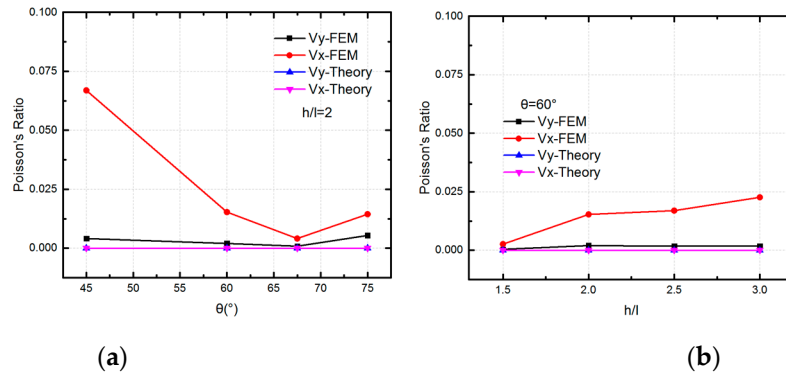 0.100
0.075
0.050
0.025
0.000
Poisson's Ratio
Vy-FEM
Vx-FEM
Vy-Theory
Vx-Theory
h/l=2
45 50 55 60 65 70 75
θ(°)
(a)
0.100
0.075
0.050
0.025
0.000
Poisson's Ratio
θ=60°
Vy-FEM
Vx-FEM
Vy-Theory
Vx-Theory
1.5 2.0 2.5 3.0
h/l
(b)